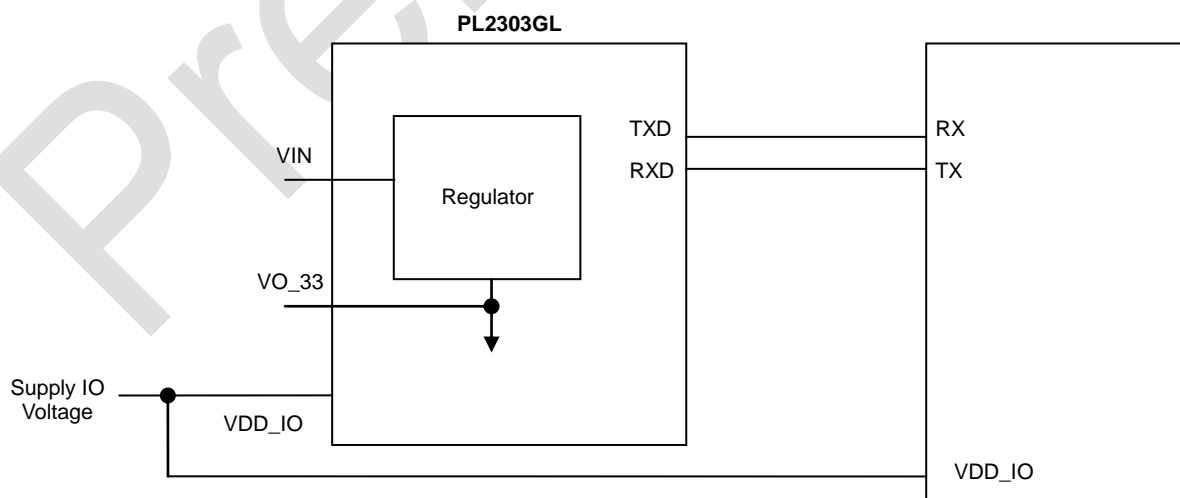 PL2303GL
TXD
RX
VIN
RXD
TX
Regulator
VO_33
Supply IO
Voltage
VDD_IO
VDD_IO